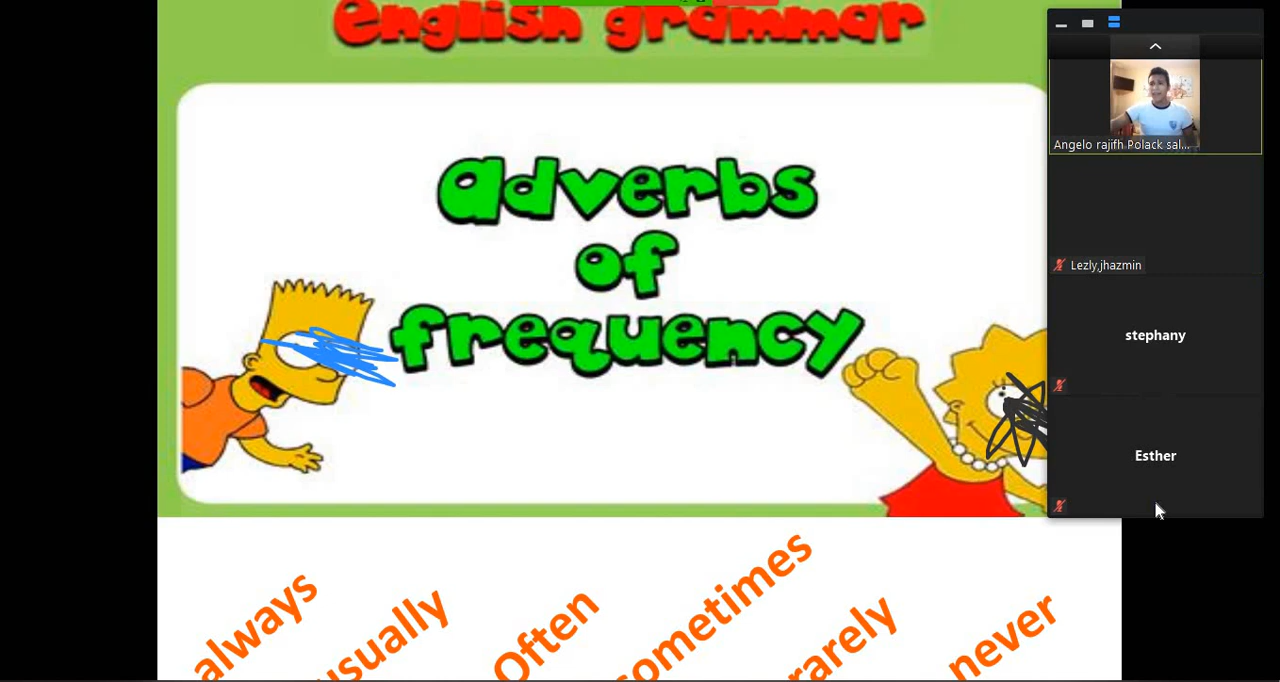 english grammar
adverbs
of
frequency
always
usually
Often
sometimes
rarely
never
Angelo rajifh Polack sal...
Lezly,jhazmin
stephany
Esther